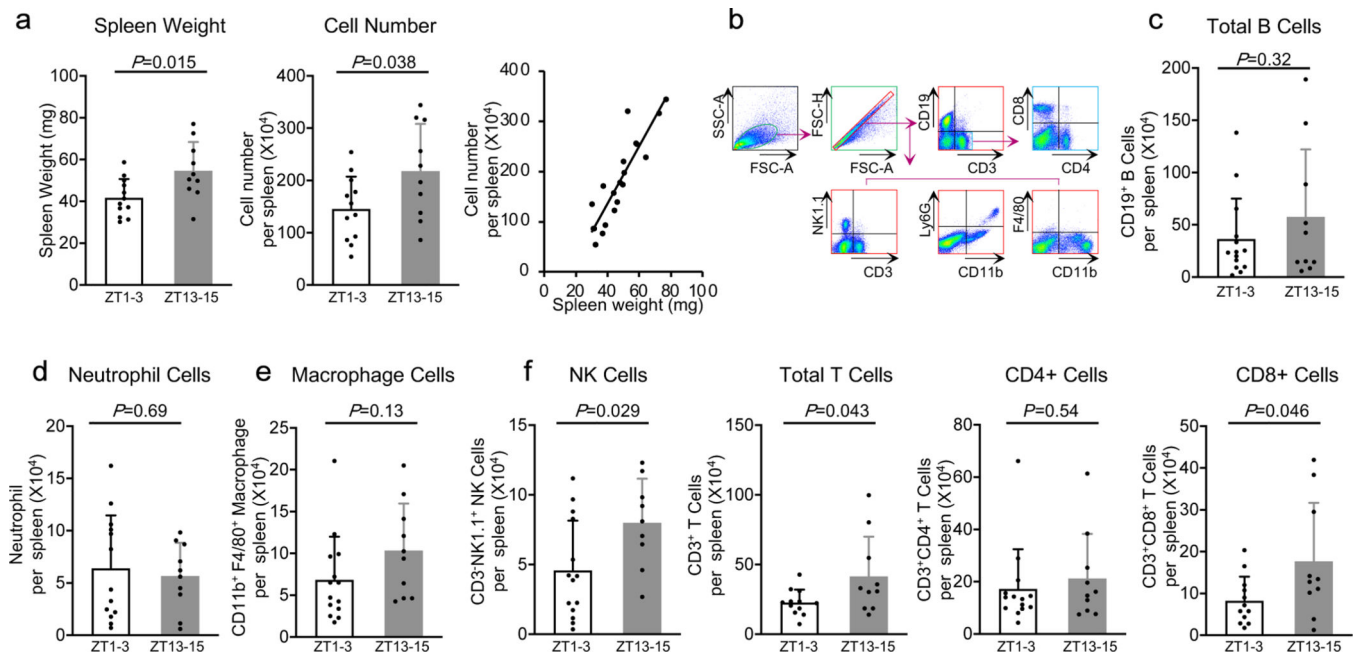 a
Spleen Weight
P=0.015
Spleen Weight (mg)
100
80
60
40
20
0
ZT1-3 ZT13-15
Cell Number
P=0.038
Cell number
per spleen (X10⁴)
400
300
200
100
0
ZT1-3 ZT13-15
Cell number
per spleen (X10⁴)
400
300
200
100
0
0 20 40 60 80 100
Spleen weight (mg)
b
SSC-A
FSC-A
FSC-H
FSC-A
CD19
CD3
CD8
CD4
NK1.1
CD3
Ly6G
CD11b
F4/80
CD11b
c
Total B Cells
P=0.32
CD19⁺ B Cells
per spleen (X10⁴)
200
150
100
50
0
ZT1-3 ZT13-15
d
Neutrophil Cells
P=0.69
Neutrophil
per spleen (X10⁴)
20
15
10
5
0
ZT1-3 ZT13-15
e
Macrophage Cells
P=0.13
CD11b⁺ F4/80⁺ Macrophage
per spleen (X10⁴)
25
20
15
10
5
0
ZT1-3 ZT13-15
f
NK Cells
P=0.029
CD3⁻NK1.1⁺ NK Cells
per spleen (X10⁴)
15
10
5
0
ZT1-3 ZT13-15
Total T Cells
P=0.043
CD3⁺ T Cells
per spleen (X10⁴)
150
100
50
0
ZT1-3 ZT13-15
CD4+ Cells
P=0.54
CD3⁺CD4⁺ T Cells
per spleen (X10⁴)
80
60
40
20
0
ZT1-3 ZT13-15
CD8+ Cells
P=0.046
CD3⁺CD8⁺ T Cells
per spleen (X10⁴)
50
40
30
20
10
0
ZT1-3 ZT13-15